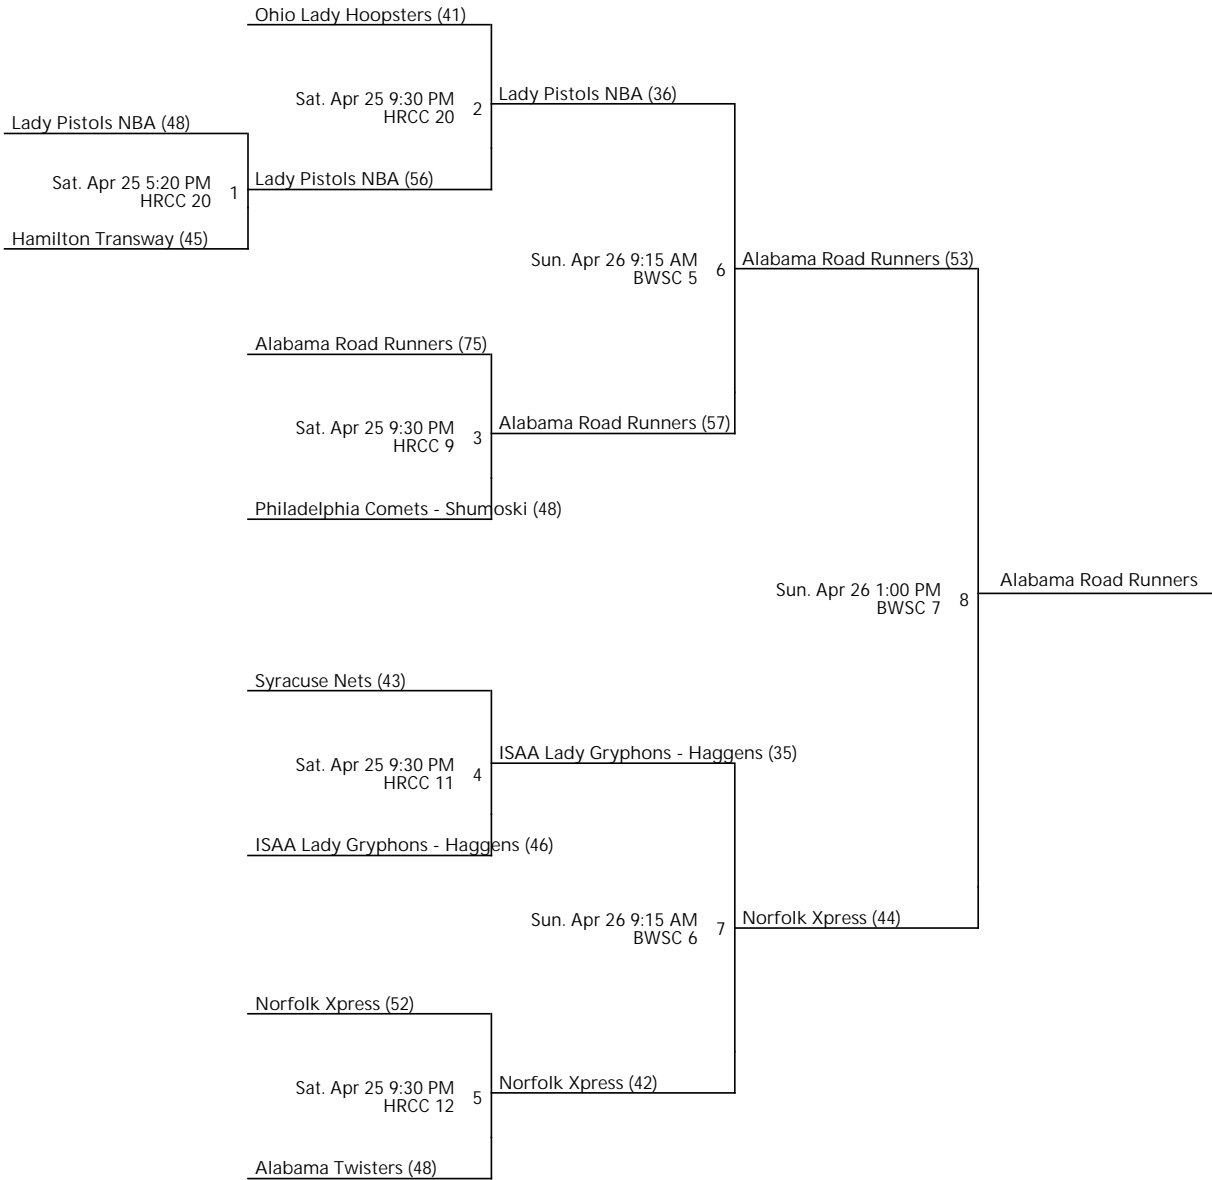 Ohio Lady Hoopsters (41)
Sat. Apr 25 9:30 PM
HRCC 20
2
Lady Pistols NBA (36)
Lady Pistols NBA (48)
Sat. Apr 25 5:20 PM
HRCC 20
1
Lady Pistols NBA (56)
Hamilton Transway (45)
Sun. Apr 26 9:15 AM
BWSC 5
6
Alabama Road Runners (53)
Alabama Road Runners (75)
Sat. Apr 25 9:30 PM
HRCC 9
3
Alabama Road Runners (57)
Philadelphia Comets - Shumoski (48)
Sun. Apr 26 1:00 PM
BWSC 7
8
Alabama Road Runners
Syracuse Nets (43)
Sat. Apr 25 9:30 PM
HRCC 11
4
ISAA Lady Gryphons - Haggens (35)
ISAA Lady Gryphons - Haggens (46)
Sun. Apr 26 9:15 AM
BWSC 6
7
Norfolk Xpress (44)
Norfolk Xpress (52)
Sat. Apr 25 9:30 PM
HRCC 12
5
Norfolk Xpress (42)
Alabama Twisters (48)